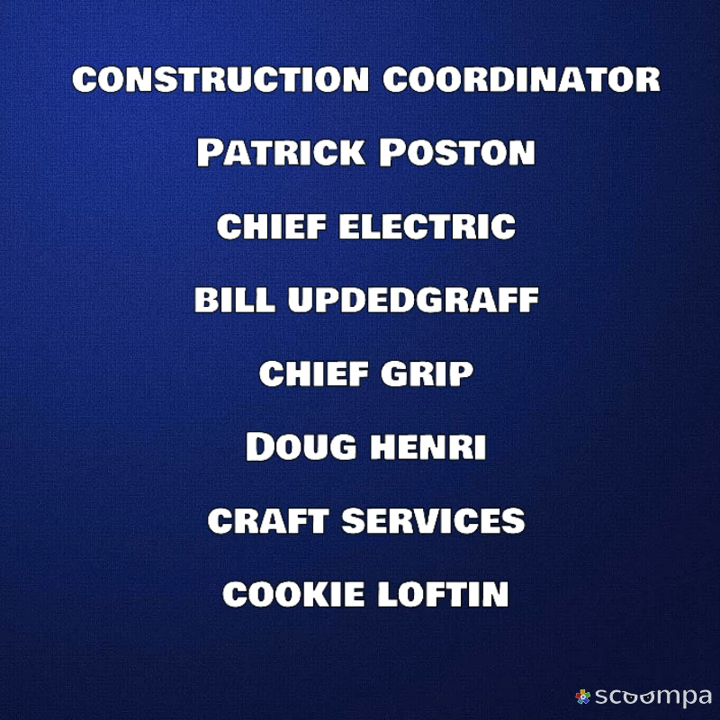 CONSTRUCTION COORDINATOR
PATRICK POSTON
CHIEF ELECTRIC
BILL UPDEDGRAFF
CHIEF GRIP
DOUG HENRI
CRAFT SERVICES
COOKIE LOFTIN
scoompa